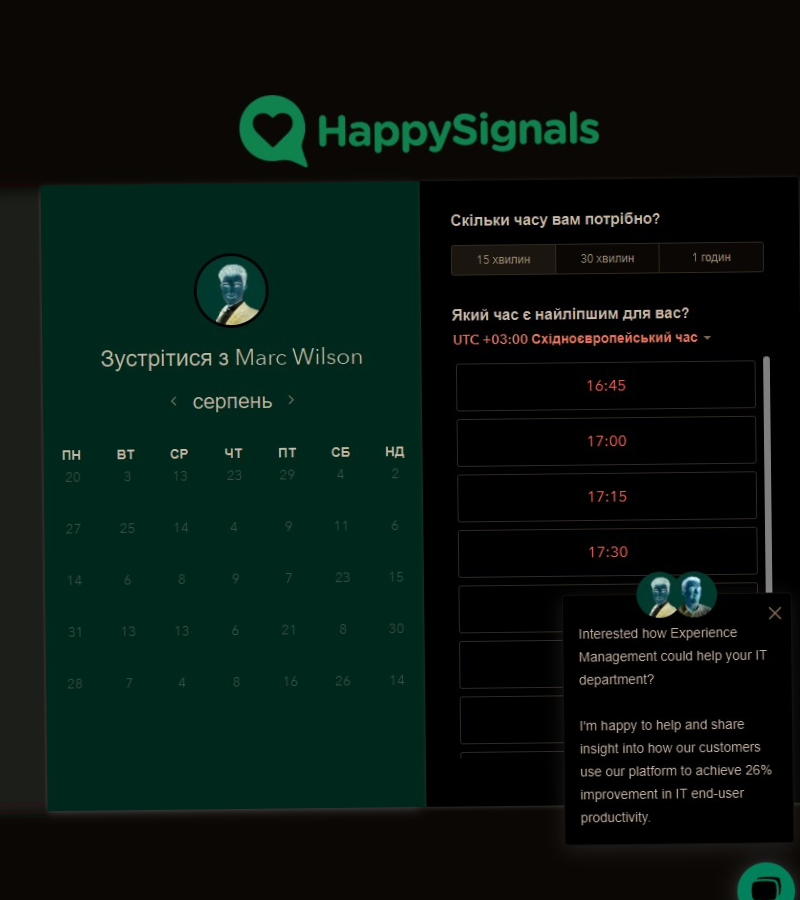 HappySignals
Зустрітися з Marc Wilson
серпень
ПН ВТ СР ЧТ ПТ СБ НД
20 3 13 23 29 4 2
27 25 14 4 9 11 6
14 6 8 9 7 23 15
31 13 13 6 21 8 30
28 7 4 8 16 26 14
Скільки часу вам потрібно?
15 хвилин 30 хвилин 1 годин
Який час є найліпшим для вас?
UTC +03:00 Східноєвропейський час
16:45
17:00
17:15
17:30
Interested how Experience
Management could help your IT
department?
I'm happy to help and share
insight into how our customers
use our platform to achieve 26%
improvement in IT end-user
productivity.